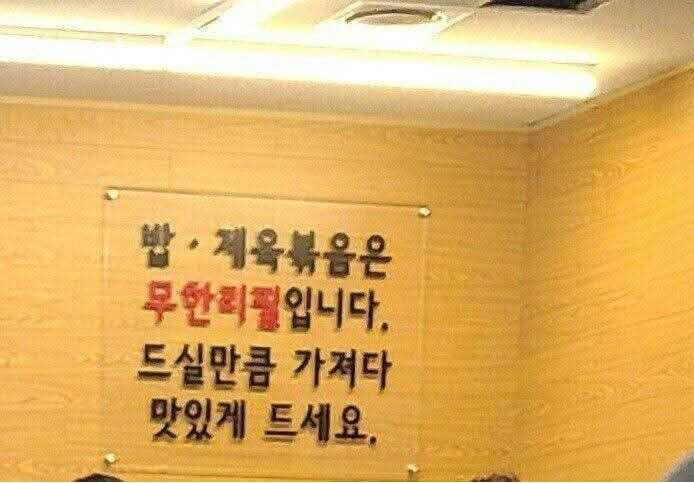 밥 · 제육볶음은
무한리필입니다.
드실만큼 가져다
맛있게 드세요.